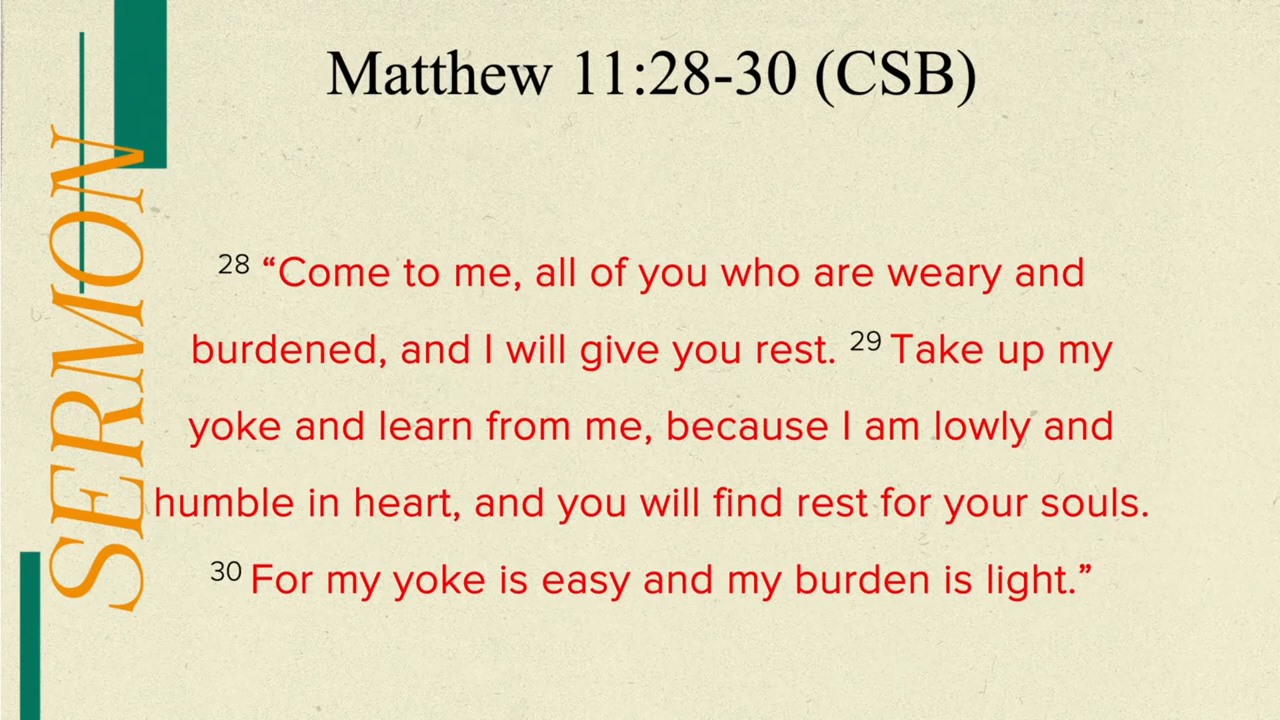 Matthew 11:28-30 (CSB)
SERMON
28 “Come to me, all of you who are weary and
burdened, and I will give you rest. 29 Take up my
yoke and learn from me, because I am lowly and
humble in heart, and you will find rest for your souls.
30 For my yoke is easy and my burden is light.”